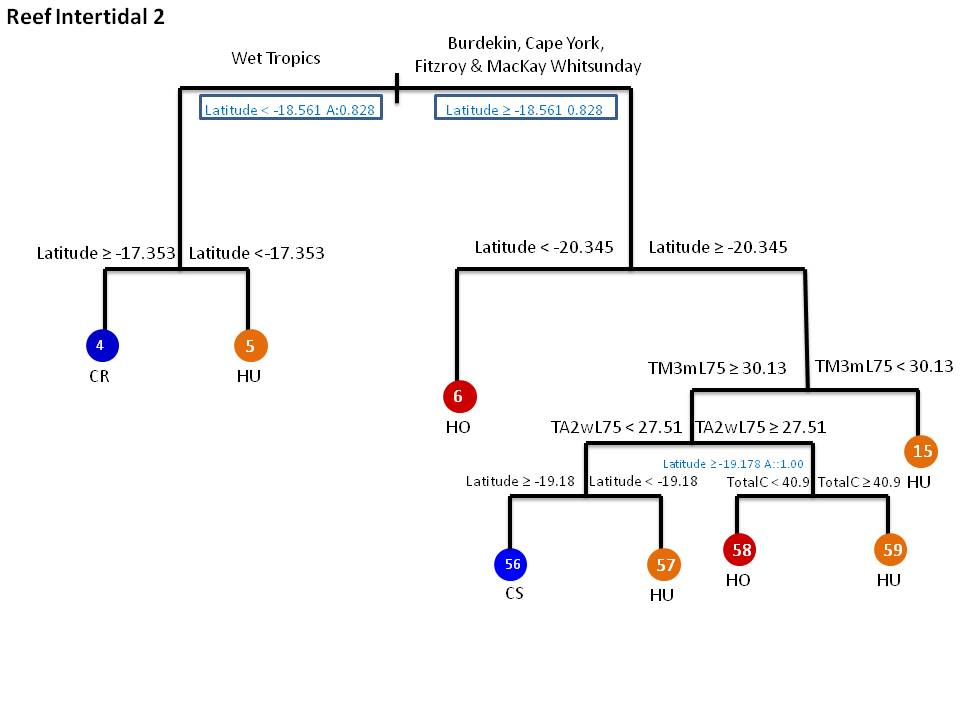 Reef Intertidal 2
Wet Tropics
Burdekin, Cape York,
Fitzroy & MacKay Whitsunday
Latitude < -18.561 A:0.828
Latitude ≥ -18.561 0.828
Latitude ≥ -17.353
Latitude <-17.353
Latitude < -20.345
Latitude ≥ -20.345
4
CR
5
HU
TM3mL75 ≥ 30.13
TM3mL75 < 30.13
6
HO
TA2wL75 < 27.51
TA2wL75 ≥ 27.51
15
HU
Latitude ≥-19.178 A::1.00
Latitude ≥ -19.18
Latitude < -19.18
TotalC < 40.9
TotalC ≥ 40.9
56
CS
57
HU
58
HO
59
HU